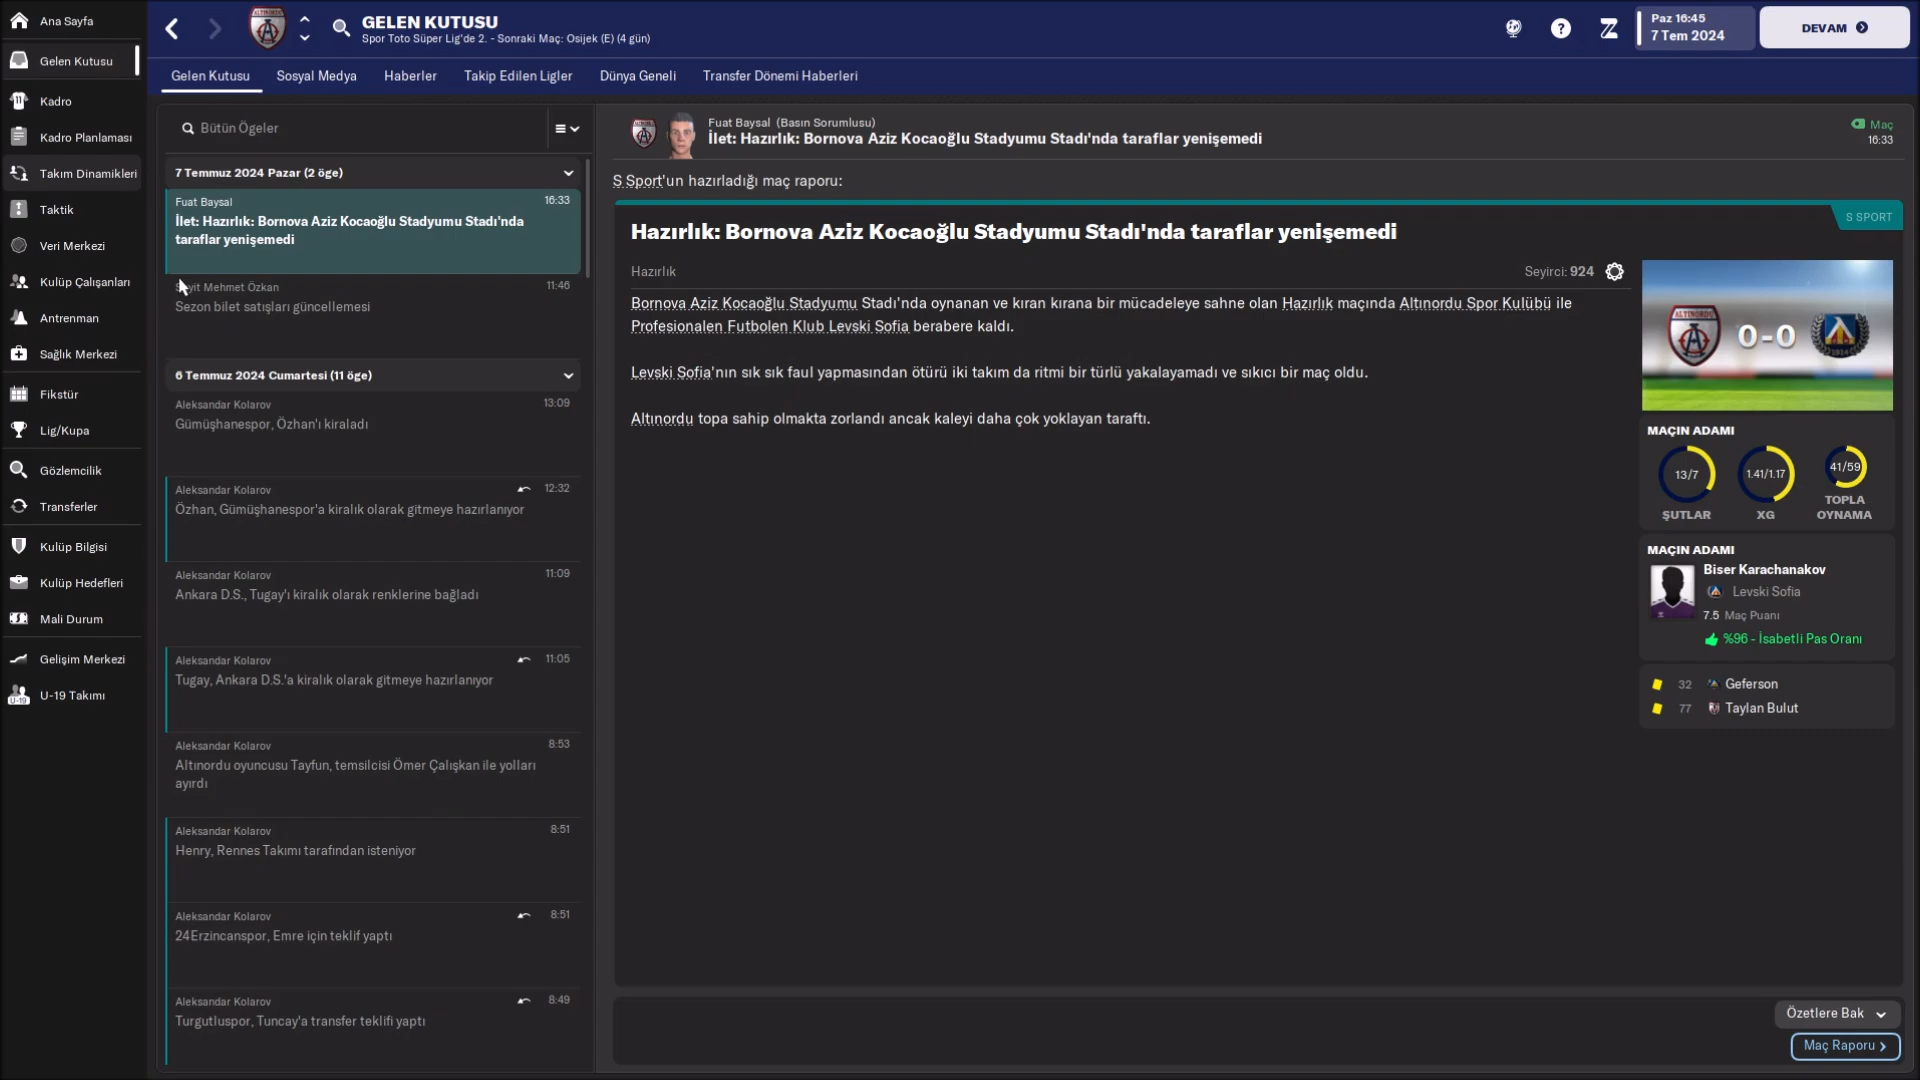 Ana Sayfa
Gelen Kutusu
Kadro
Kadro Planlaması
Takım Dinamikleri
Taktik
Veri Merkezi
Kulüp Çalışanları
Antrenman
Sağlık Merkezi
Fikstür
Lig/Kupa
Gözlemcilik
Transferler
Kulüp Bilgisi
Kulüp Hedefleri
Mali Durum
Gelişim Merkezi
U-19 Takımı
GELEN KUTUSU
Spor Toto Süper Lig'de 2. - Sonraki Maç: Osijek (E) (4 gün)
Paz 16:45
7 Tem 2024
DEVAM
Gelen Kutusu Sosyal Medya Haberler Takip Edilen Ligler Dünya Geneli Transfer Dönemi Haberleri
Bütün Ögeler
7 Temmuz 2024 Pazar (2 öge)
Fuat Baysal 16:33
İlet: Hazırlık: Bornova Aziz Kocaoğlu Stadyumu Stadı'nda
taraflar yenişemedi
Mehmet Özkan 11:46
Sezon bilet satışları güncellemesi
6 Temmuz 2024 Cumartesi (11 öge)
Aleksandar Kolarov 13:09
Gümüşhanespor, Özhan'ı kiraladı
Aleksandar Kolarov 12:32
Özhan, Gümüşhanespor'a kiralık olarak gitmeye hazırlanıyor
Aleksandar Kolarov 11:09
Ankara D.S., Tugay'ı kiralık olarak renklerine bağladı
Aleksandar Kolarov 11:05
Tugay, Ankara D.S.'a kiralık olarak gitmeye hazırlanıyor
Aleksandar Kolarov 8:53
Altınordu oyuncusu Tayfun, temsilcisi Ömer Çalışkan ile yolları
ayırdı
Aleksandar Kolarov 8:51
Henry, Rennes Takımı tarafından isteniyor
Aleksandar Kolarov 8:51
24Erzincanspor, Emre için teklif yaptı
Aleksandar Kolarov 8:49
Turgutluspor, Tuncay'a transfer teklifi yaptı
Fuat Baysal (Basın Sorumlusu)
İlet: Hazırlık: Bornova Aziz Kocaoğlu Stadyumu Stadı'nda taraflar yenişemedi
Maç
16:33
S Sport'un hazırladığı maç raporu:
S SPORT
Hazırlık: Bornova Aziz Kocaoğlu Stadyumu Stadı'nda taraflar yenişemedi
Hazırlık Seyirci: 924
Bornova Aziz Kocaoğlu Stadyumu Stadı'nda oynanan ve kıran kırana bir mücadeleye sahne olan Hazırlık maçında Altınordu Spor Kulübü ile
Profesionalen Futbolen Klub Levski Sofia berabere kaldı.
Levski Sofia'nın sık sık faul yapmasından ötürü iki takım da ritmi bir türlü yakalayamadı ve sıkıcı bir maç oldu.
Altınordu topa sahip olmakta zorlandı ancak kaleyi daha çok yoklayan taraftı.
ALTINORDU
0-0
1914
MAÇIN ADAMI
13/7 1.41/1.17 41/59
ŞUTLAR XG TOPLA
OYNAMA
MAÇIN ADAMI
Biser Karachanakov
Levski Sofia
7.5 Maç Puanı
%96 - İsabetli Pas Oranı
32 Geferson
77 Taylan Bulut
Özetlere Bak
Maç Raporu